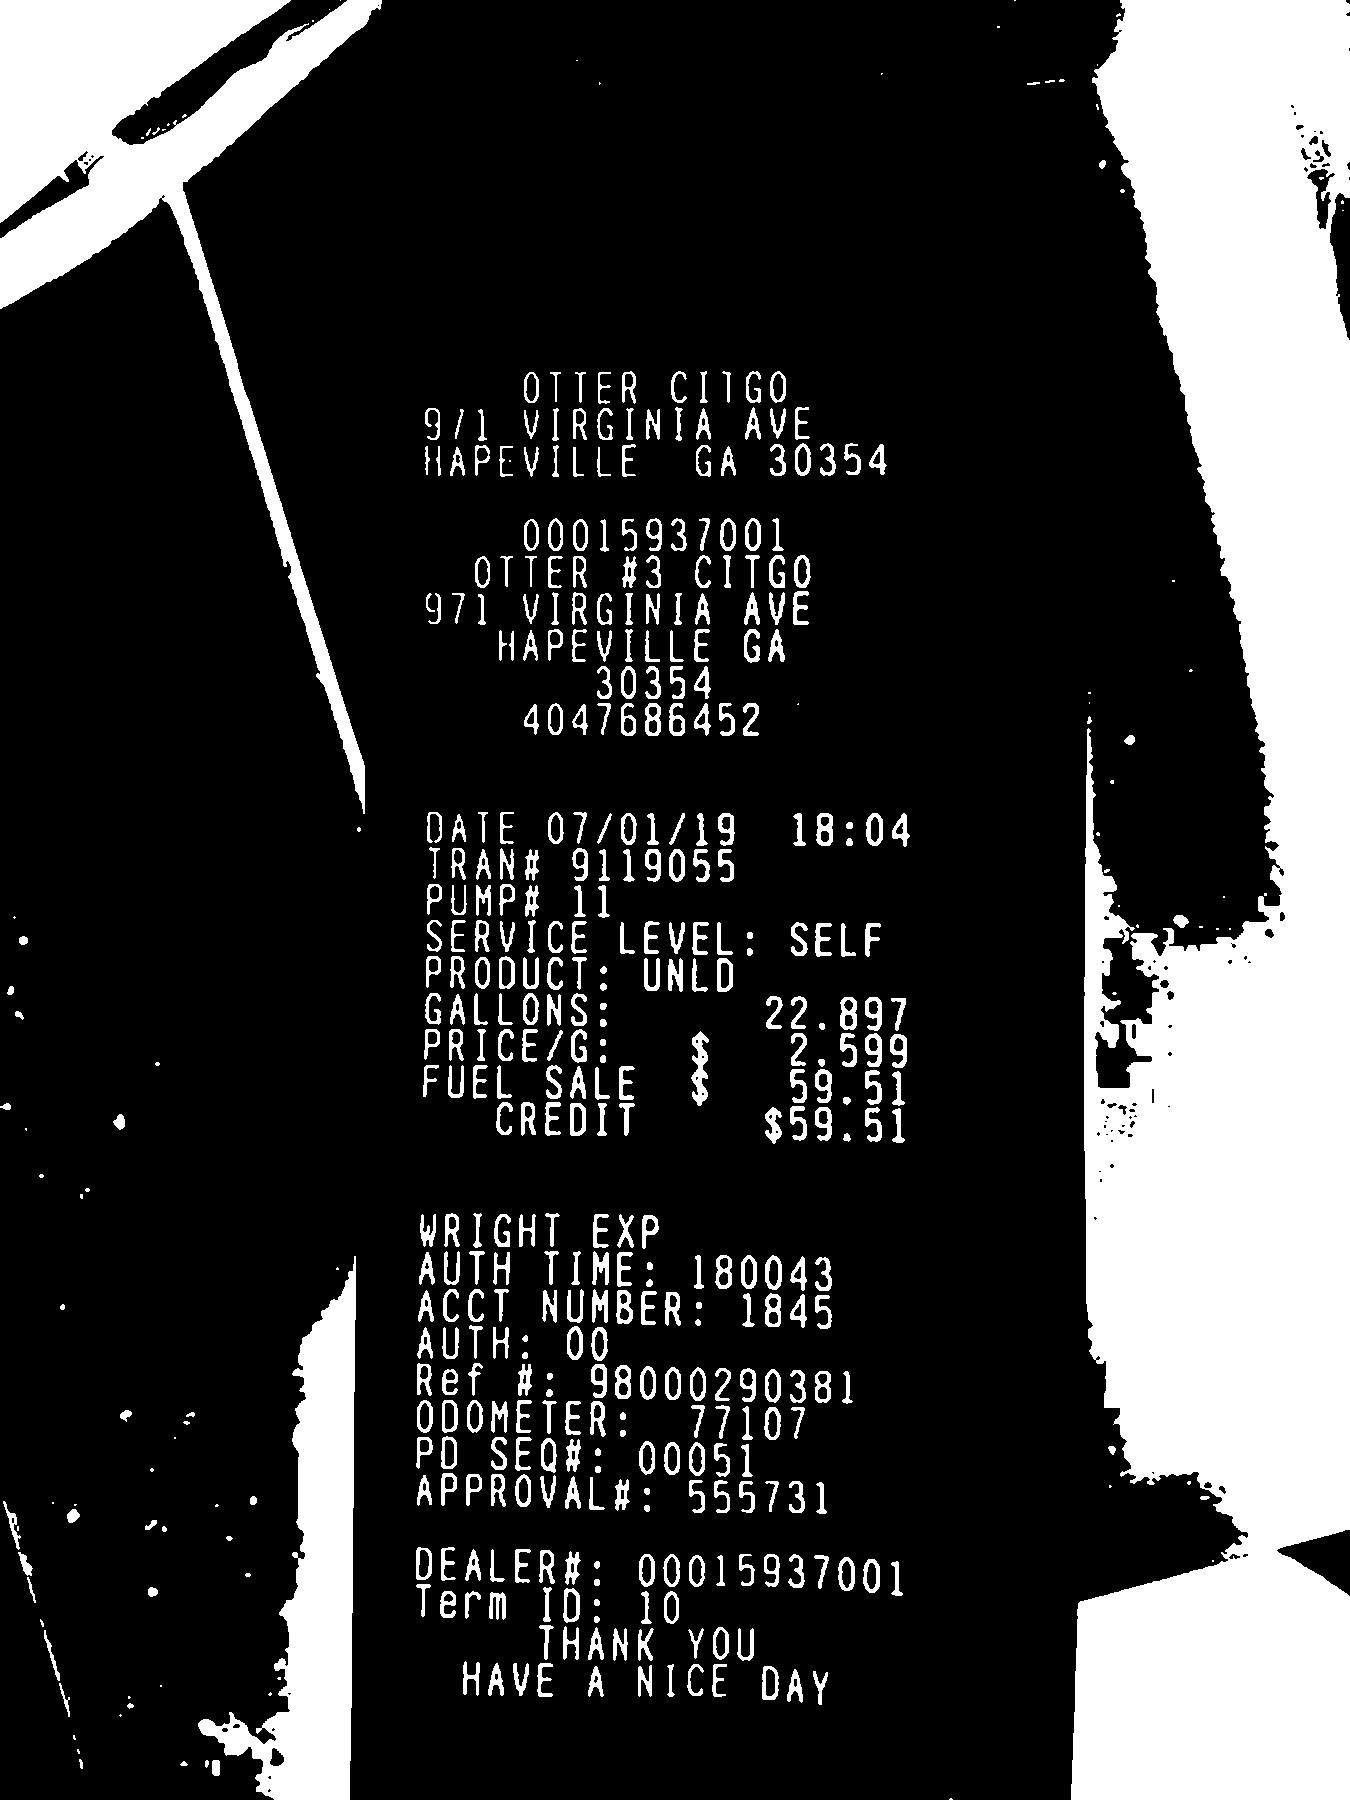 OTTER CITGO
971 VIRGINIA AVE
HAPEVILLE GA 30354
00015937001
OTTER #3 CITGO
971 VIRGINIA AVE
HAPEVILLE GA
30354
4047686452
DATE 07/01/19 18:04
TRAN# 9119055
PUMP# 11
SERVICE LEVEL: SELF
PRODUCT: UNLD
GALLONS: 22.897
PRICE/G: $ 2.599
FUEL SALE $ 59.51
CREDIT $59.51
WRIGHT EXP
AUTH TIME: 180043
ACCT NUMBER: 1845
AUTH: 00
Ref #: 98000290381
ODOMETER: 77107
PD SEQ#: 00051
APPROVAL#: 555731
DEALER#: 00015937001
Term ID: 10
THANK YOU
HAVE A NICE DAY